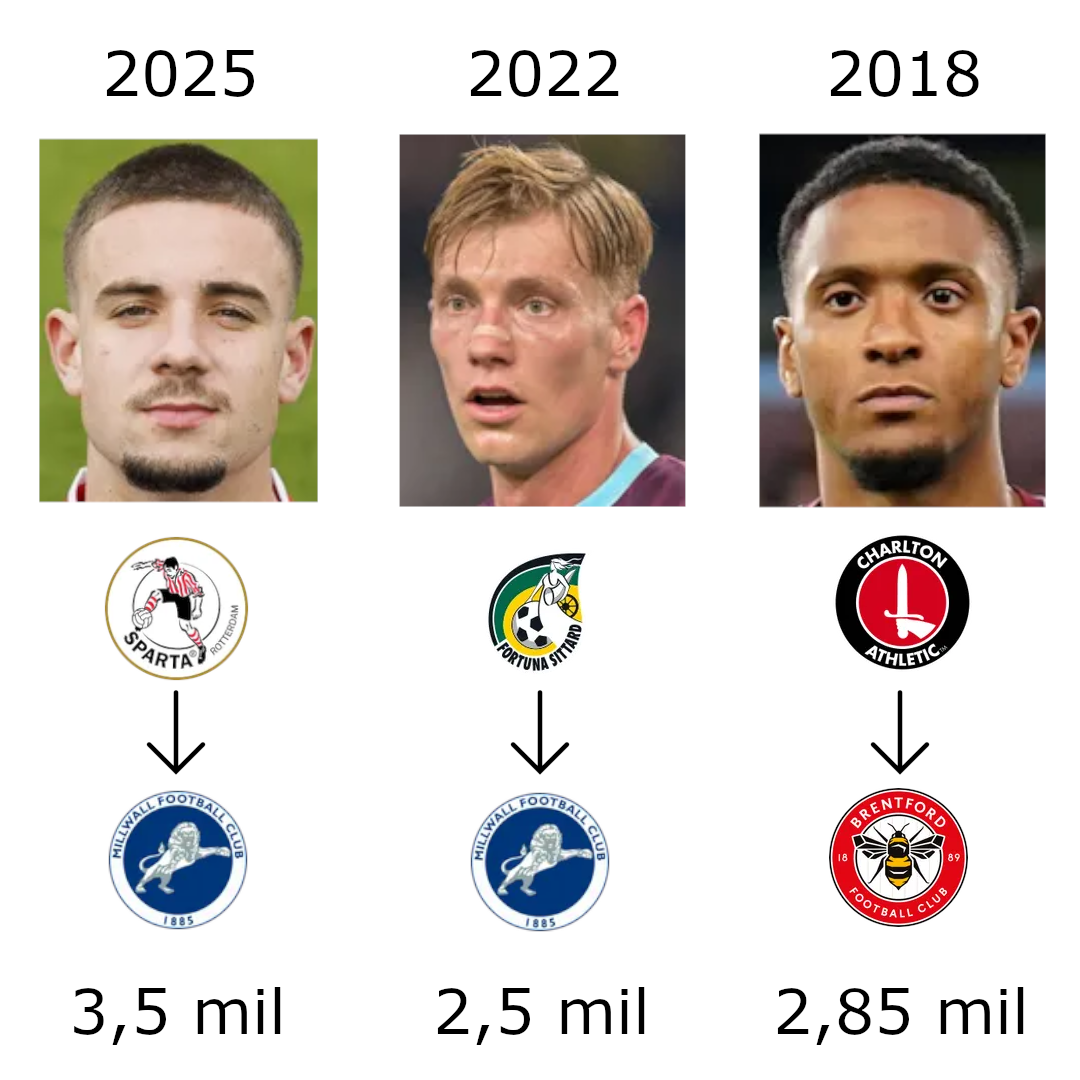 2025
2022
2018
SPARTA®
ROTTERDAM
FORTUNA SITTARD
CHARLTON
ATHLETIC™
MILLWALL FOOTBALL CLUB
1885
MILLWALL FOOTBALL CLUB
1885
BRENTFORD
18 89
FOOTBALL CLUB
3,5 mil
2,5 mil
2,85 mil